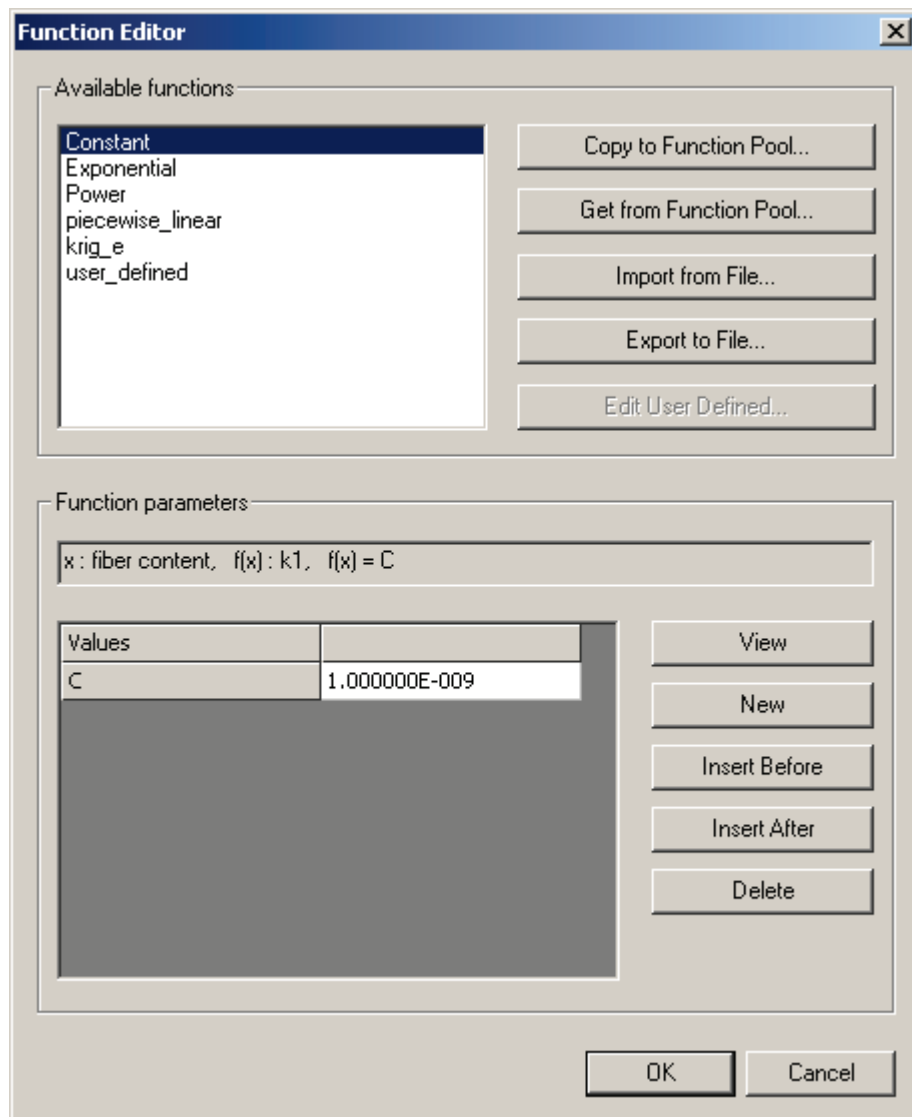 Function Editor
Available functions
Constant
Exponential
Power
piecewise_linear
krig_e
user_defined
Copy to Function Pool...
Get from Function Pool...
Import from File...
Export to File...
Edit User Defined...
Function parameters
x : fiber content,   f(x) : k1,   f(x) = C
Values
C 1.000000E-009
View
New
Insert Before
Insert After
Delete
OK Cancel